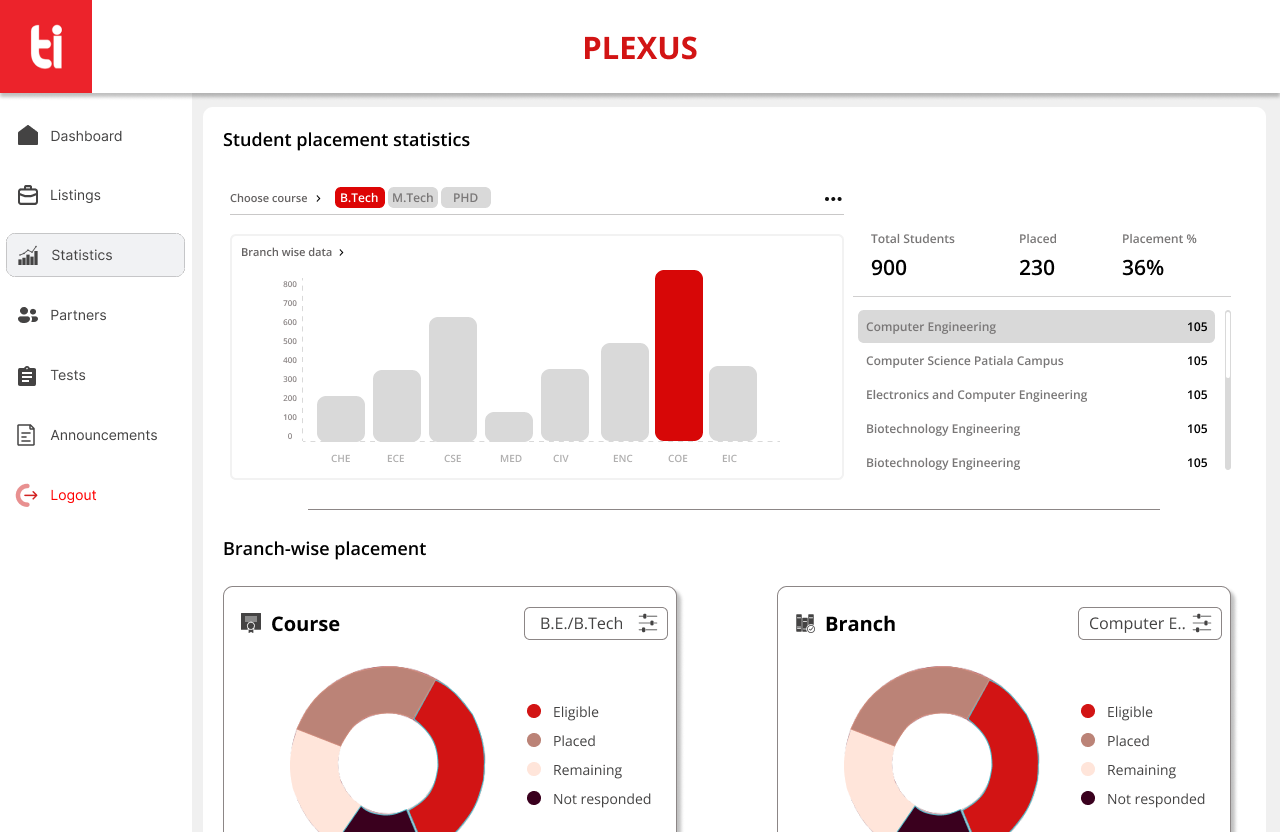 ti
PLEXUS
Dashboard
Listings
Statistics
Partners
Tests
Announcements
Logout
Student placement statistics
Choose course
B.Tech
M.Tech
PHD
Branch wise data
800
700
600
500
400
300
200
100
0
CHE
ECE
CSE
MED
CIV
ENC
COE
EIC
Total Students
Placed
Placement %
900
230
36%
Computer Engineering 105
Computer Science Patiala Campus 105
Electronics and Computer Engineering 105
Biotechnology Engineering 105
Biotechnology Engineering 105
Branch-wise placement
Course
B.E./B.Tech
Eligible
Placed
Remaining
Not responded
Branch
Computer E..
Eligible
Placed
Remaining
Not responded